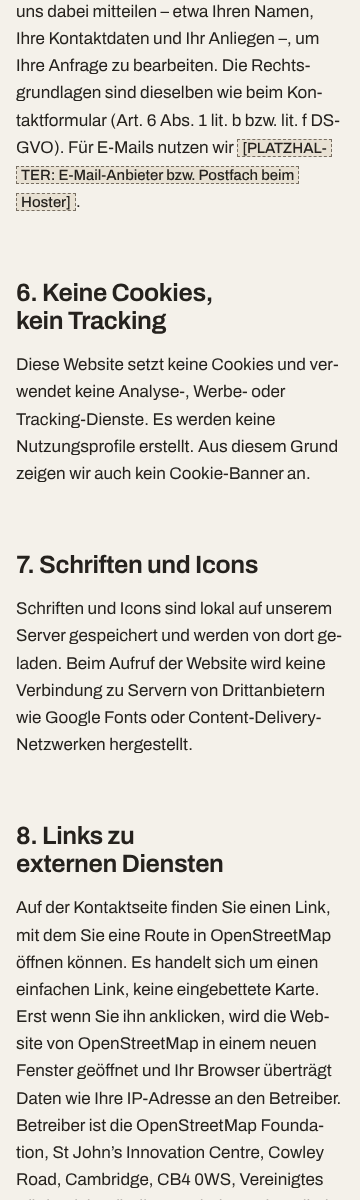 uns dabei mitteilen – etwa Ihren Namen,
Ihre Kontaktdaten und Ihr Anliegen –, um
Ihre Anfrage zu bearbeiten. Die Rechts-
grundlagen sind dieselben wie beim Kon-
taktformular (Art. 6 Abs. 1 lit. b bzw. lit. f DS-
GVO). Für E-Mails nutzen wir [PLATZHAL-
TER: E-Mail-Anbieter bzw. Postfach beim
Hoster].
6. Keine Cookies,
kein Tracking
Diese Website setzt keine Cookies und ver-
wendet keine Analyse-, Werbe- oder
Tracking-Dienste. Es werden keine
Nutzungsprofile erstellt. Aus diesem Grund
zeigen wir auch kein Cookie-Banner an.
7. Schriften und Icons
Schriften und Icons sind lokal auf unserem
Server gespeichert und werden von dort ge-
laden. Beim Aufruf der Website wird keine
Verbindung zu Servern von Drittanbietern
wie Google Fonts oder Content-Delivery-
Netzwerken hergestellt.
8. Links zu
externen Diensten
Auf der Kontaktseite finden Sie einen Link,
mit dem Sie eine Route in OpenStreetMap
öffnen können. Es handelt sich um einen
einfachen Link, keine eingebettete Karte.
Erst wenn Sie ihn anklicken, wird die Web-
site von OpenStreetMap in einem neuen
Fenster geöffnet und Ihr Browser überträgt
Daten wie Ihre IP-Adresse an den Betreiber.
Betreiber ist die OpenStreetMap Founda-
tion, St John’s Innovation Centre, Cowley
Road, Cambridge, CB4 0WS, Vereinigtes